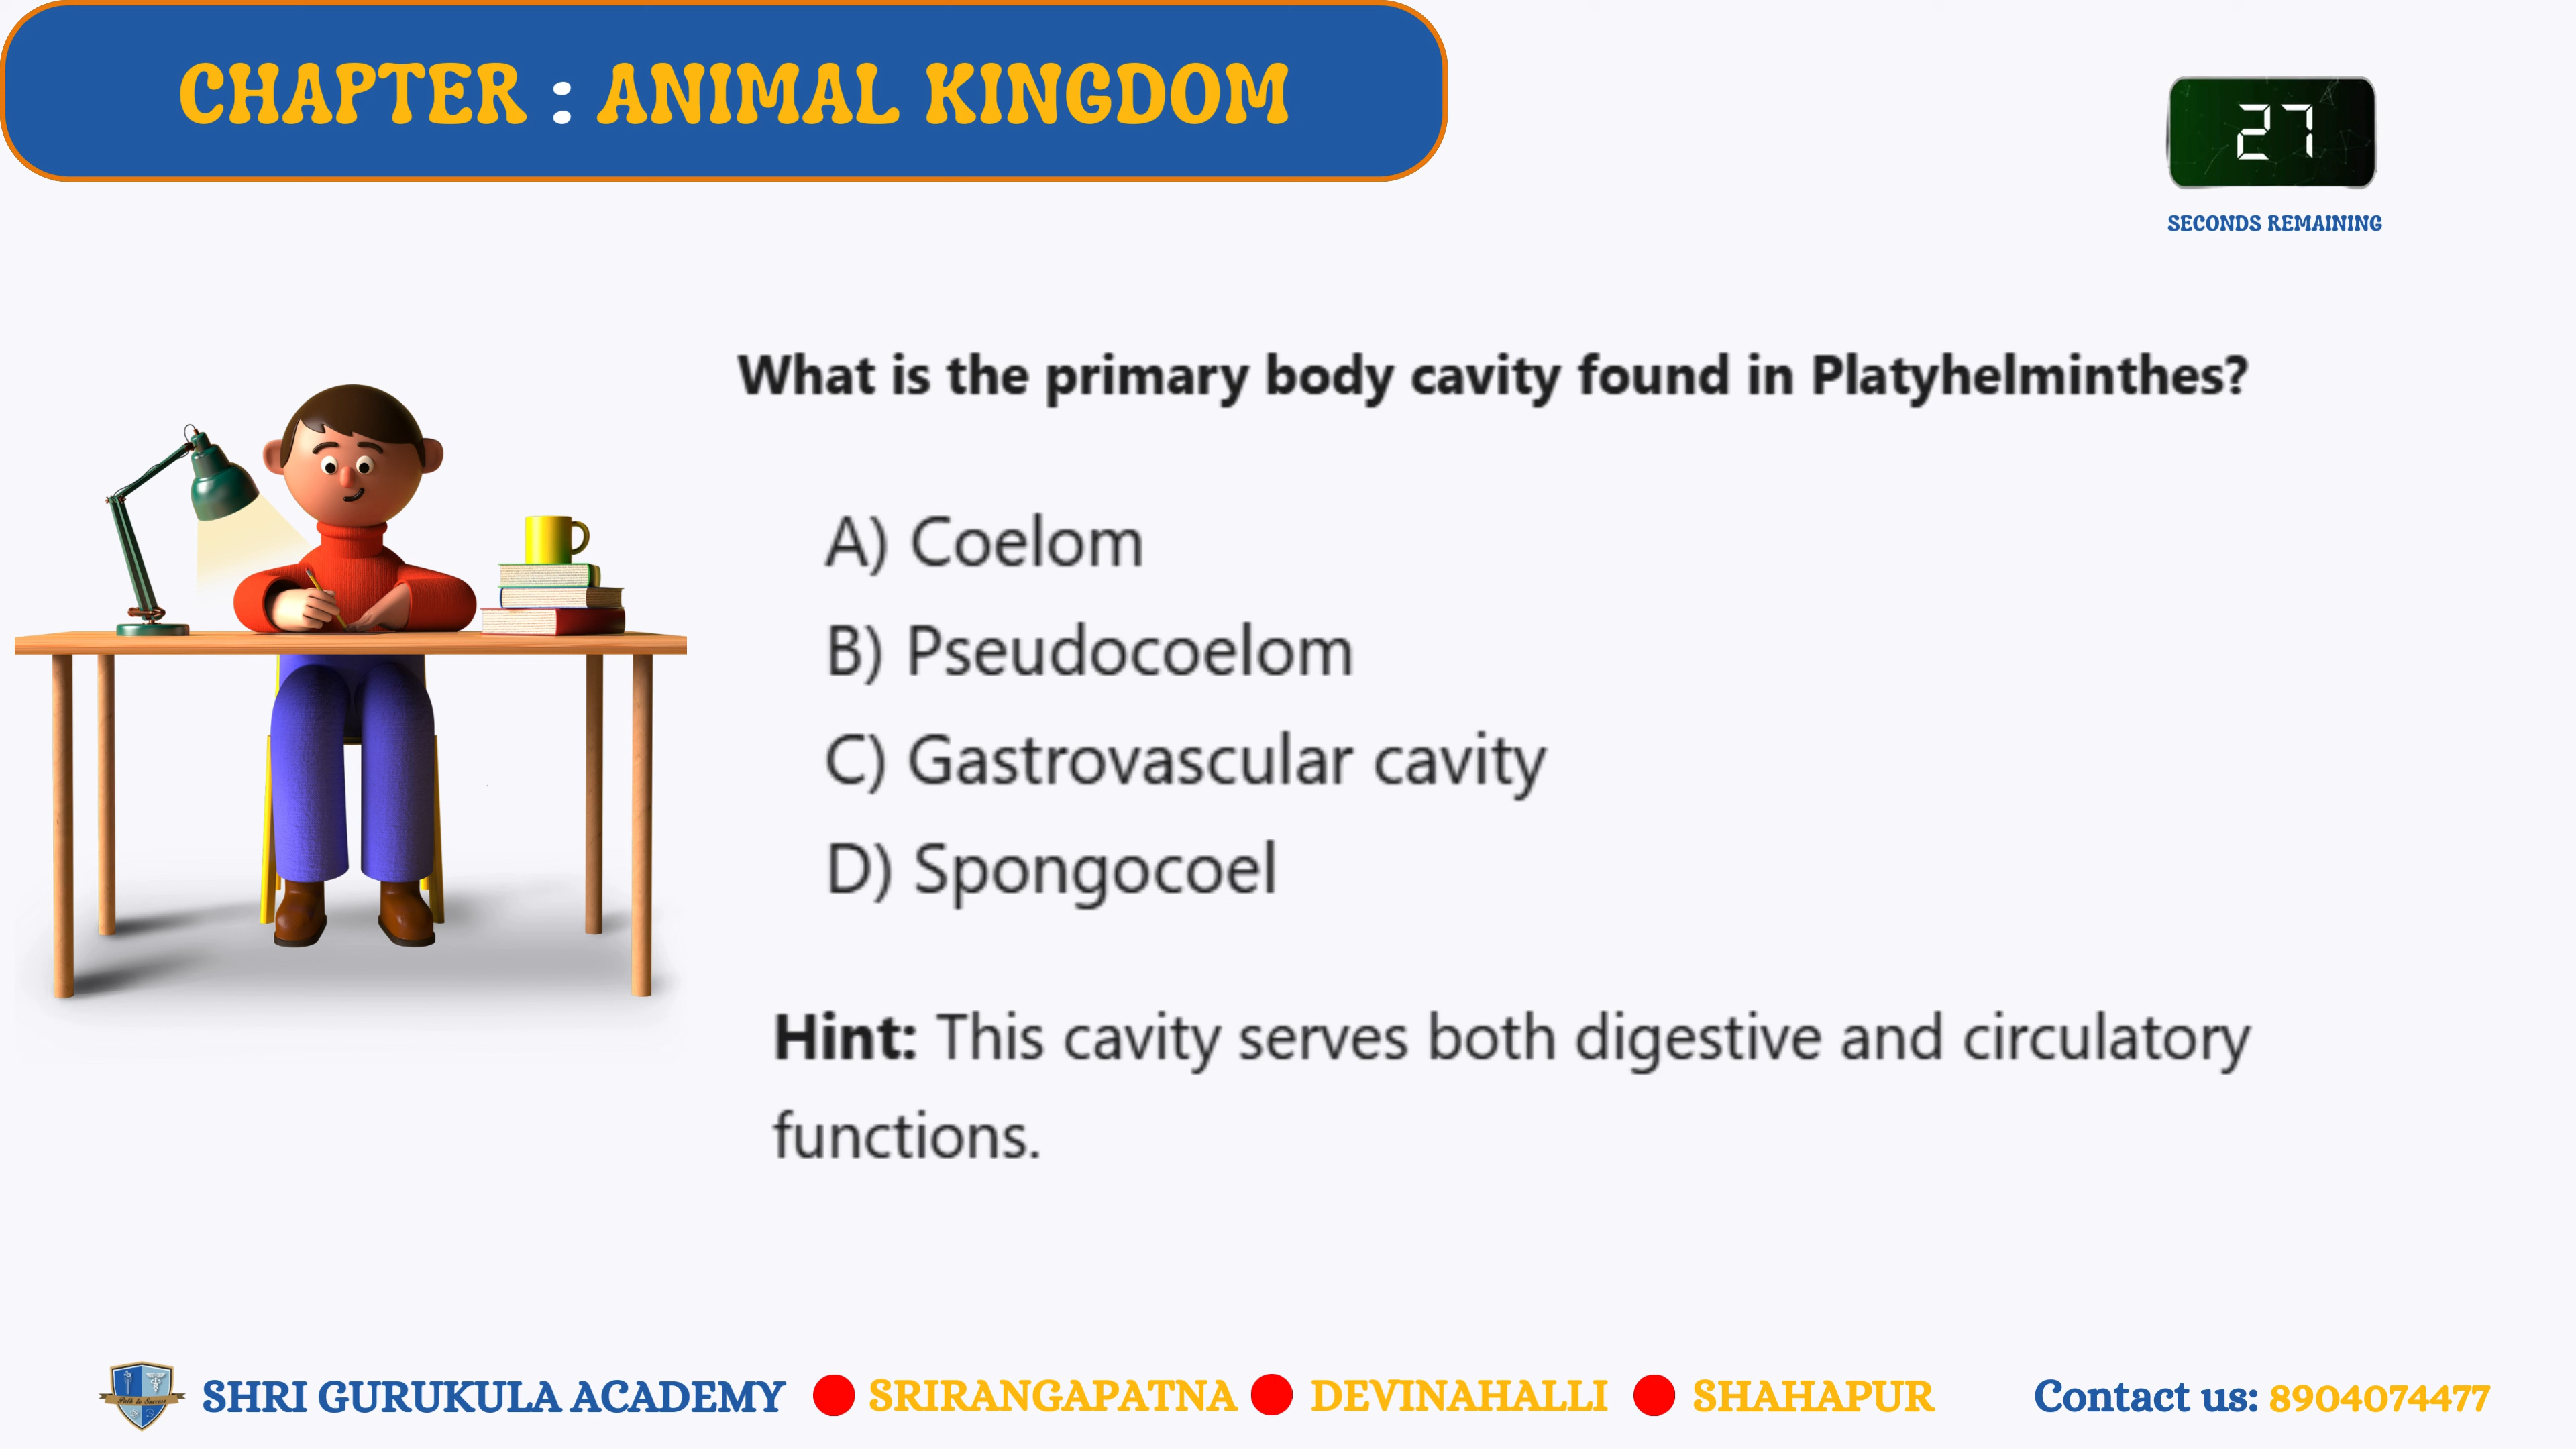 CHAPTER : ANIMAL KINGDOM
27
SECONDS REMAINING
What is the primary body cavity found in Platyhelminthes?
A) Coelom
B) Pseudocoelom
C) Gastrovascular cavity
D) Spongocoel
Hint: This cavity serves both digestive and circulatory
functions.
SHRI GURUKULA ACADEMY SRIRANGAPATNA DEVINAHALLI SHAHAPUR Contact us: 8904074477